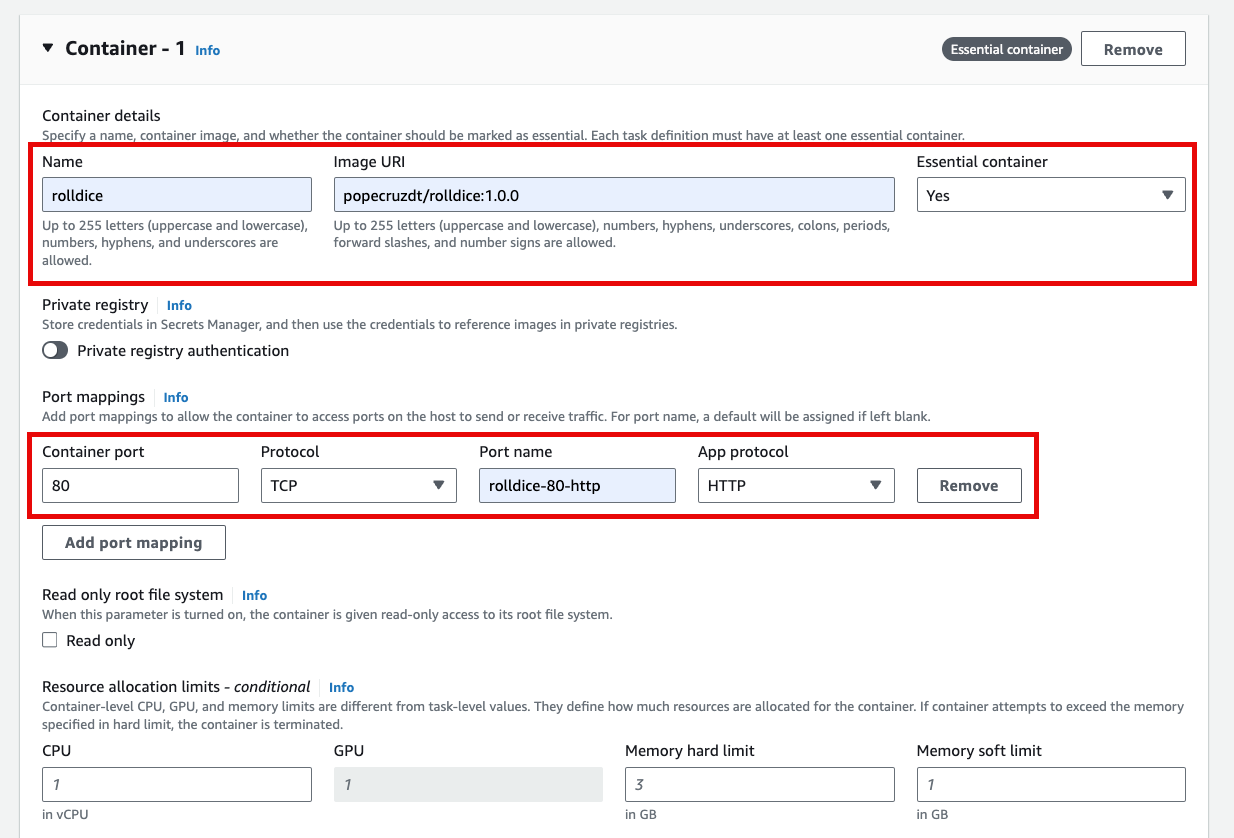 Container - 1 Info Essential container Remove
Container details
Specify a name, container image, and whether the container should be marked as essential. Each task definition must have at least one essential container.
Name Image URI Essential container
rolldice popecruzdt/rolldice:1.0.0 Yes
Up to 255 letters (uppercase and lowercase), Up to 255 letters (uppercase and lowercase), numbers, hyphens, underscores, colons, periods,
numbers, hyphens, and underscores are forward slashes, and number signs are allowed.
allowed.
Private registry Info
Store credentials in Secrets Manager, and then use the credentials to reference images in private registries.
Private registry authentication
Port mappings Info
Add port mappings to allow the container to access ports on the host to send or receive traffic. For port name, a default will be assigned if left blank.
Container port Protocol Port name App protocol
80 TCP rolldice-80-http HTTP Remove
Add port mapping
Read only root file system Info
When this parameter is turned on, the container is given read-only access to its root file system.
Read only
Resource allocation limits - conditional Info
Container-level CPU, GPU, and memory limits are different from task-level values. They define how much resources are allocated for the container. If container attempts to exceed the memory
specified in hard limit, the container is terminated.
CPU GPU Memory hard limit Memory soft limit
1 1 3 1
in vCPU in GB in GB